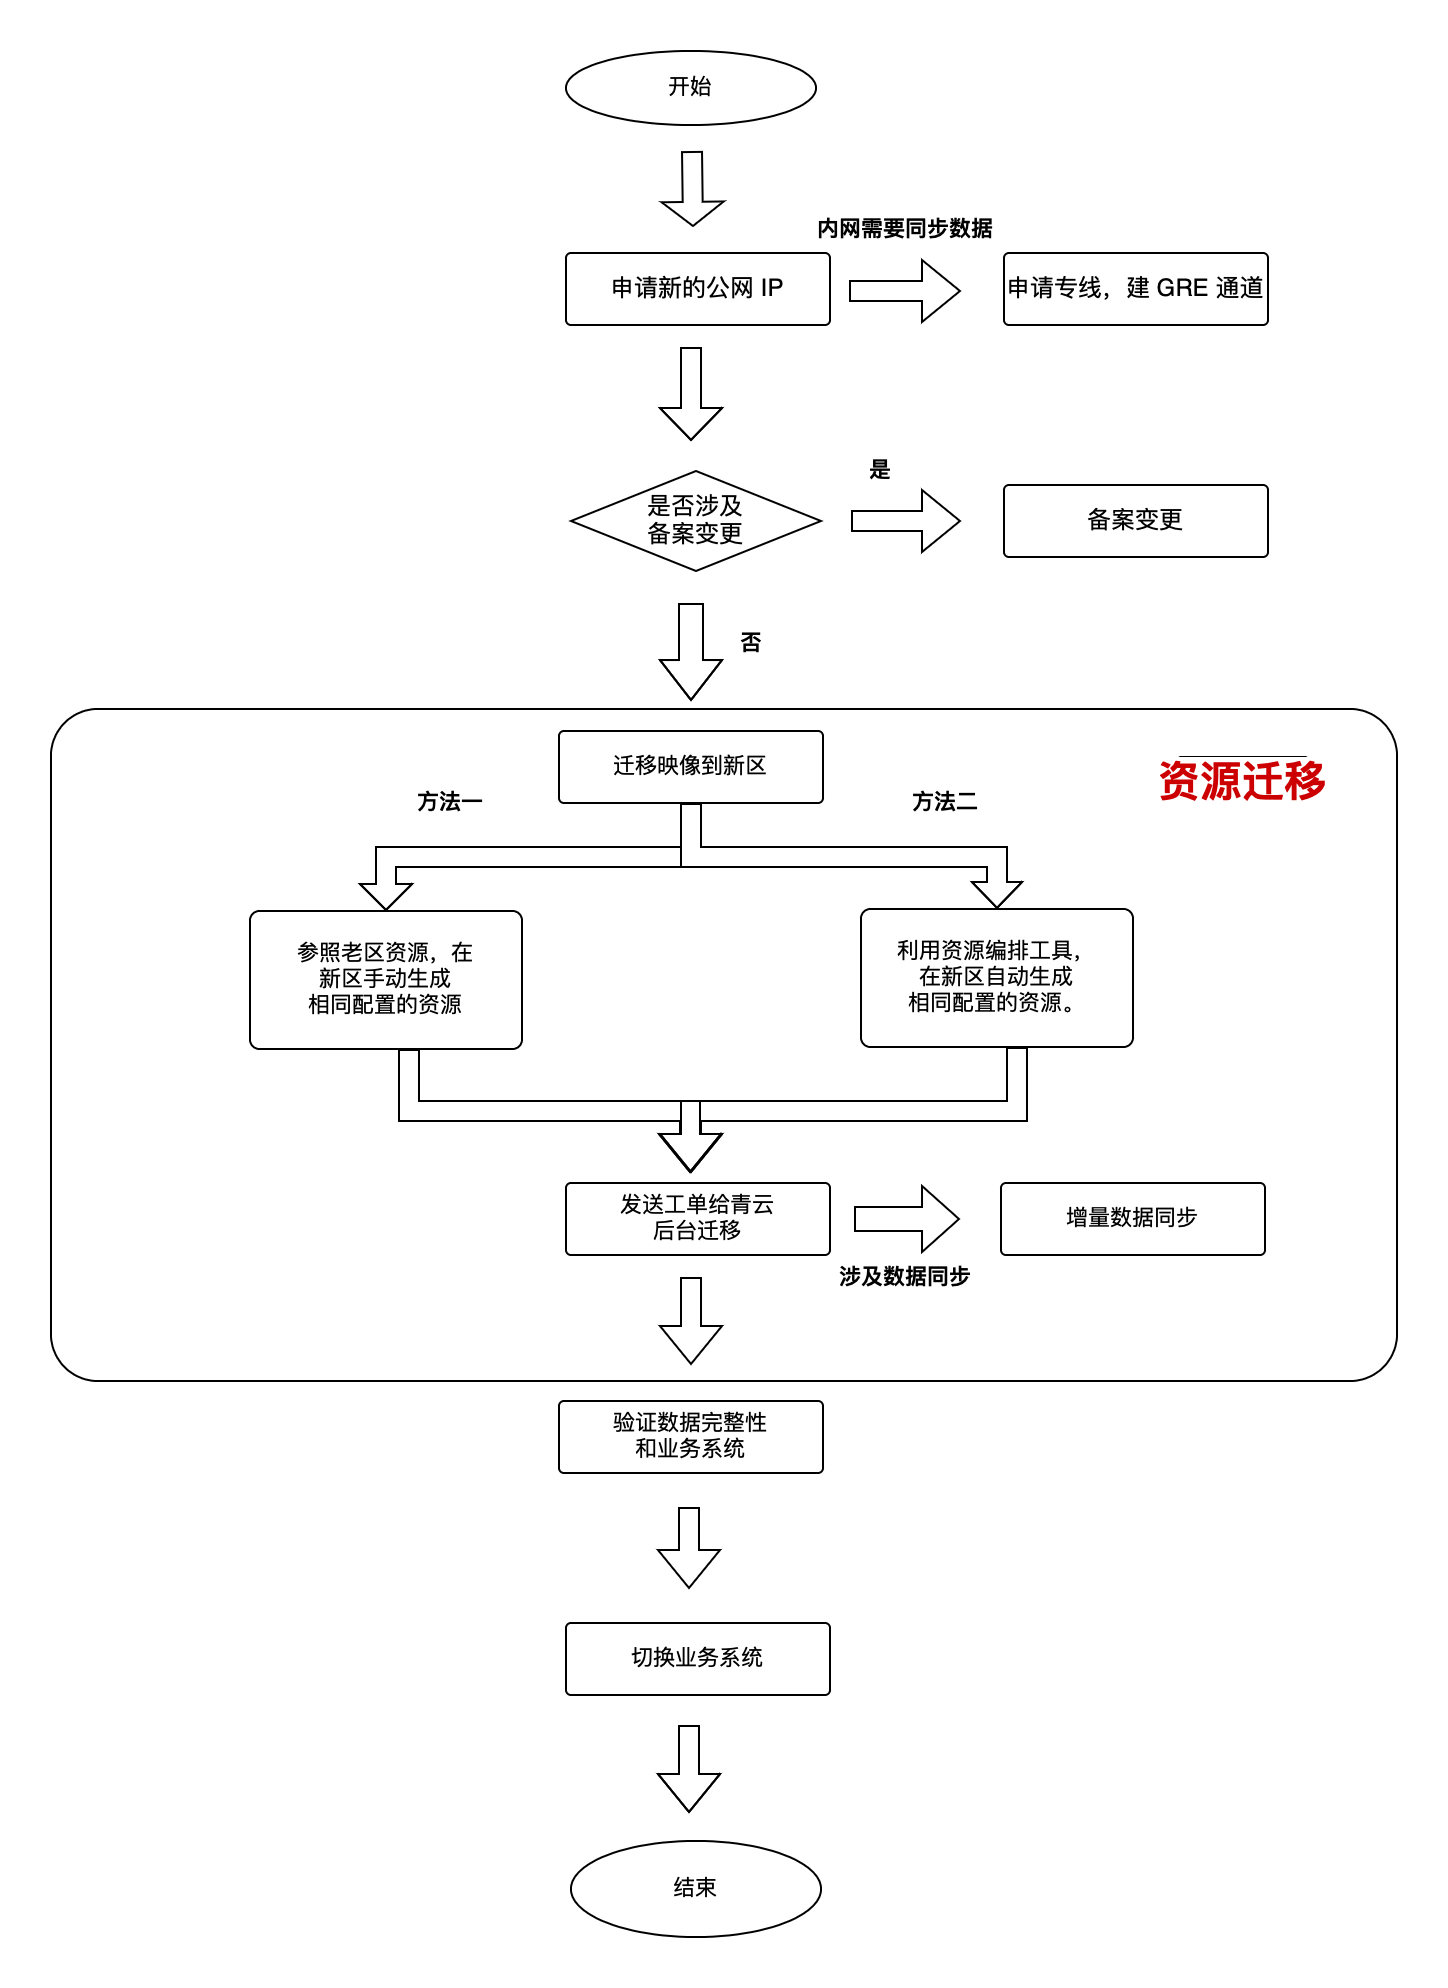 开始
内网需要同步数据
申请新的公网 IP
申请专线，建 GRE 通道
是
是否涉及
备案变更
备案变更
否
迁移映像到新区
资源迁移
方法一
方法二
参照老区资源，在
新区手动生成
相同配置的资源
利用资源编排工具，
在新区自动生成
相同配置的资源。
发送工单给青云
后台迁移
增量数据同步
涉及数据同步
验证数据完整性
和业务系统
切换业务系统
结束